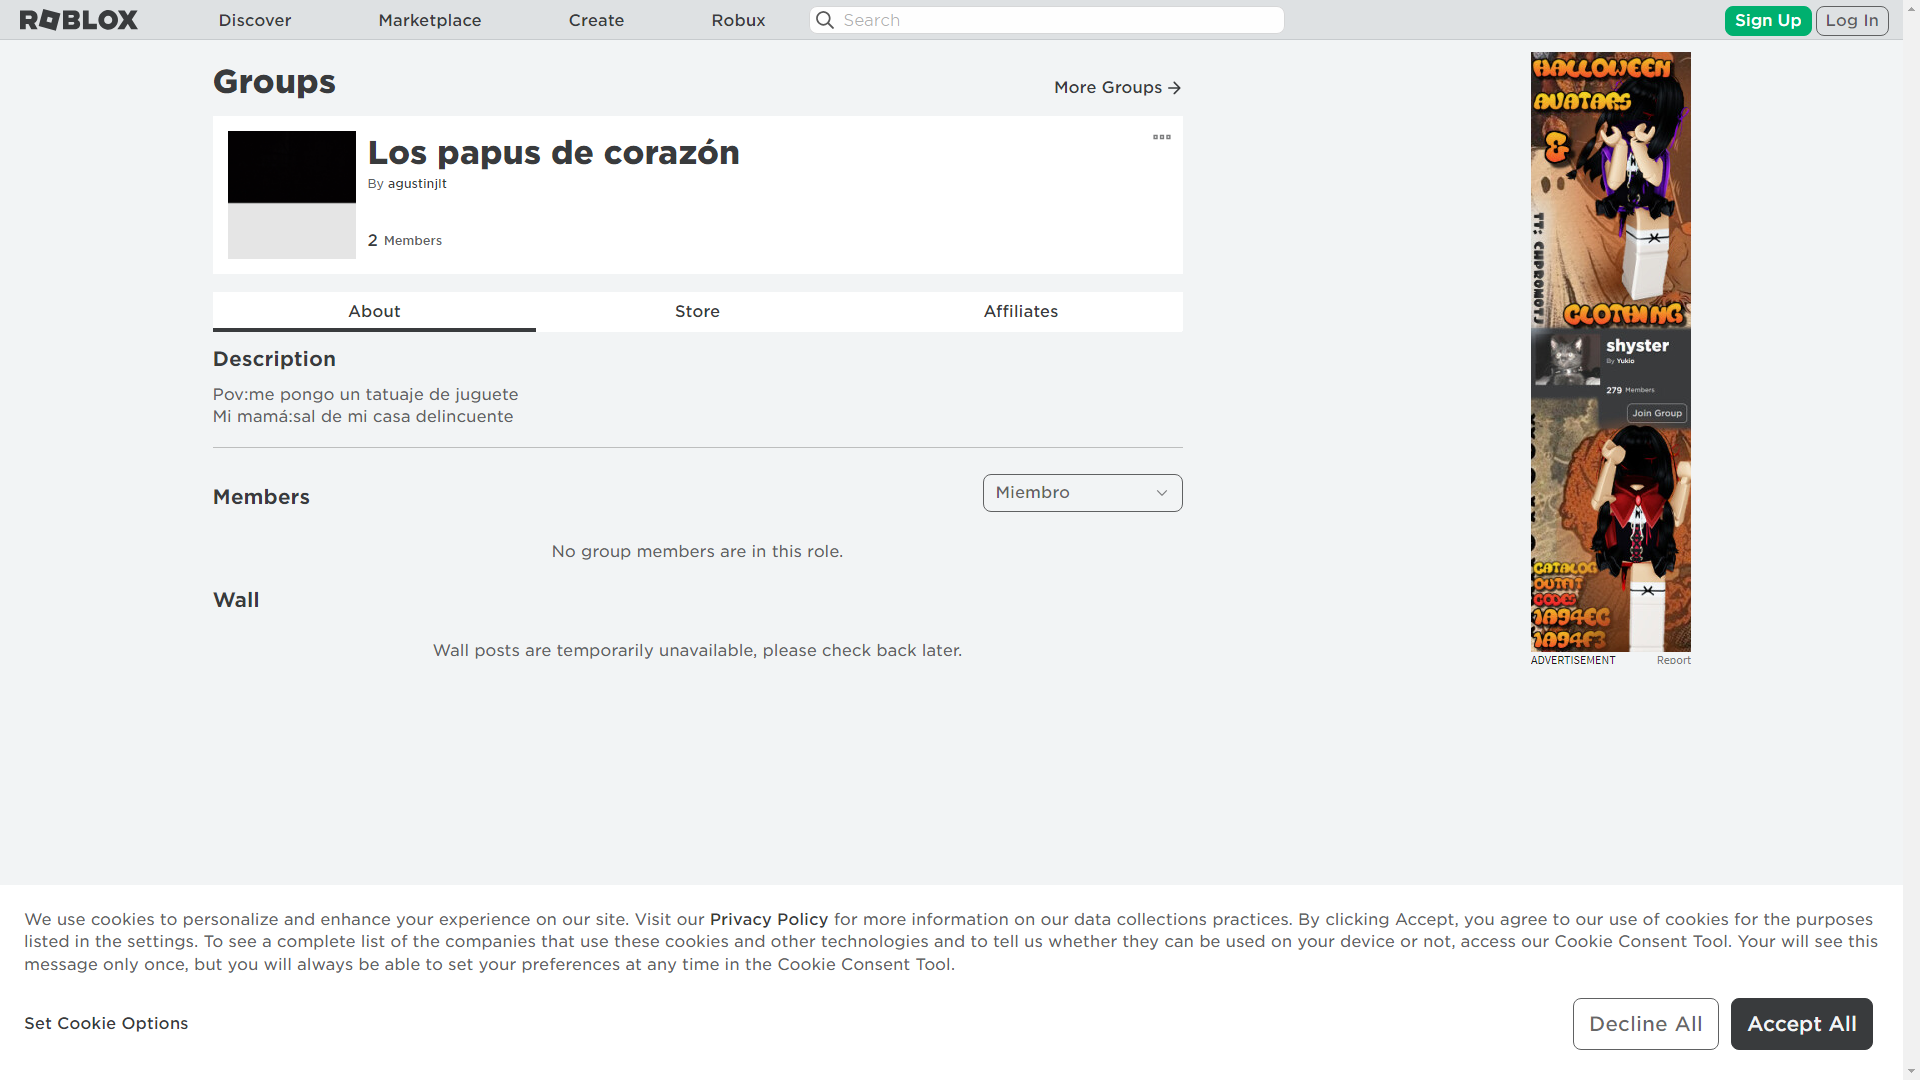 ROBLOX
Discover
Marketplace
Create
Robux
Search
Sign Up
Log In
Groups
More Groups
Los papus de corazón
By agustinjlt
2 Members
About
Store
Affiliates
Description
Pov:me pongo un tatuaje de juguete
Mi mamá:sal de mi casa delincuente
Members
Miembro
No group members are in this role.
Wall
Wall posts are temporarily unavailable, please check back later.
HALLOWEEN
AVATARS
&
TT: CHPROMOTJ
CLOTHING
shyster
By Yukio
279 Members
Join Group
CATALOG
OUTFIT
CODES
1A94EC
1A94F3
ADVERTISEMENT
Report
We use cookies to personalize and enhance your experience on our site. Visit our Privacy Policy for more information on our data collections practices. By clicking Accept, you agree to our use of cookies for the purposes
listed in the settings. To see a complete list of the companies that use these cookies and other technologies and to tell us whether they can be used on your device or not, access our Cookie Consent Tool. Your will see this
message only once, but you will always be able to set your preferences at any time in the Cookie Consent Tool.
Set Cookie Options
Decline All
Accept All